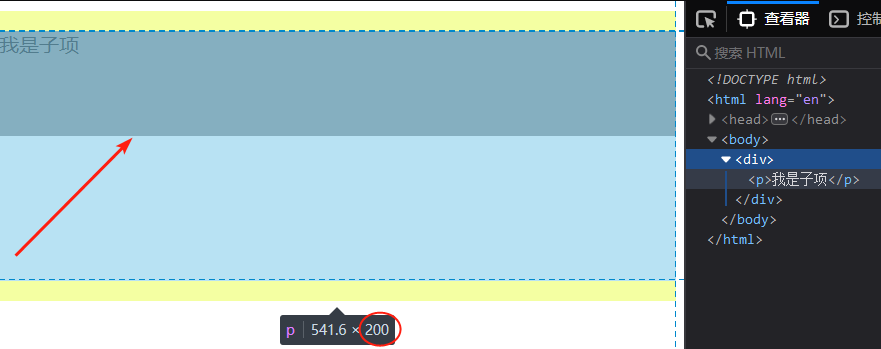 我是子项
p 541.6 × 200
查看器
控制
搜索 HTML
<!DOCTYPE html>
<html lang="en">
<head> ••• </head>
<body>
<div>
<p>我是子项</p>
</div>
</body>
</html>